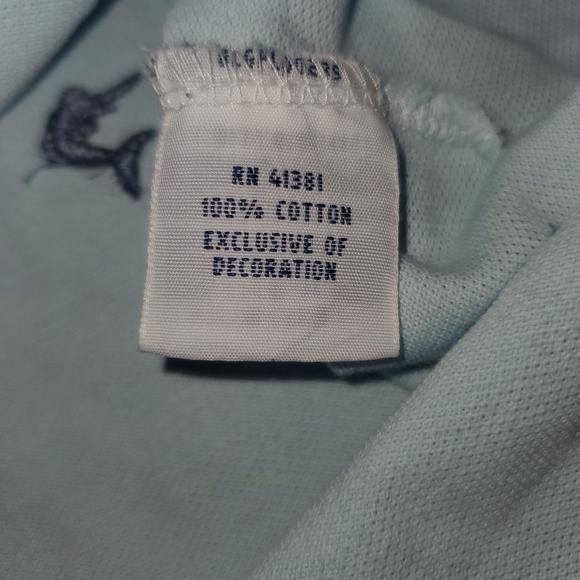 RN 41381
100% COTTON
EXCLUSIVE OF
DECORATION